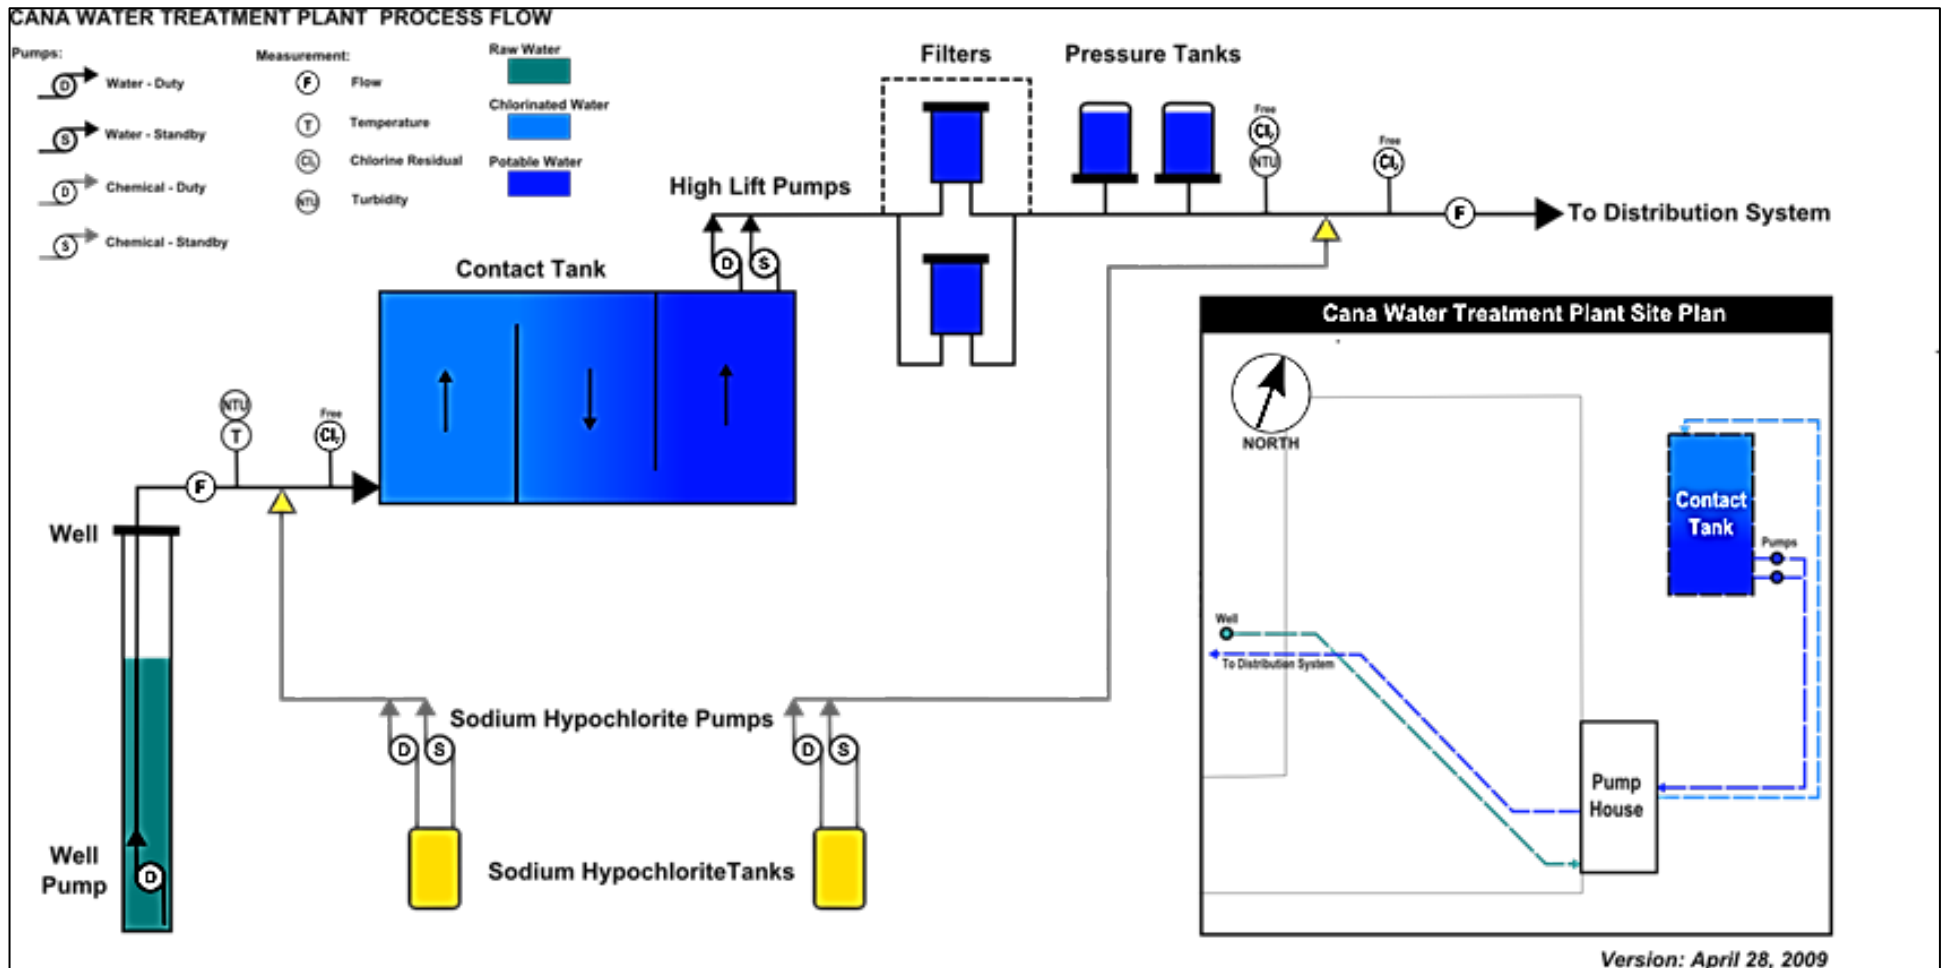 CANA WATER TREATMENT PLANT PROCESS FLOW
Pumps:
D
Water - Duty
S
Water - Standby
D
Chemical - Duty
S
Chemical - Standby
Measurement:
F
Flow
T
Temperature
CL
Chlorine Residual
NTU
Turbidity
Raw Water
Chlorinated Water
Potable Water
Filters
Pressure Tanks
High Lift Pumps
D
S
Free
Cl₂
NTU
Free
Cl₂
F
To Distribution System
Contact Tank
NTU
T
Free
Cl₂
F
Well
Well
Pump
D
Sodium Hypochlorite Pumps
D
S
D
S
Sodium HypochloriteTanks
Cana Water Treatment Plant Site Plan
NORTH
Contact
Tank
Pumps
Well
To Distribution System
Pump
House
Version: April 28, 2009